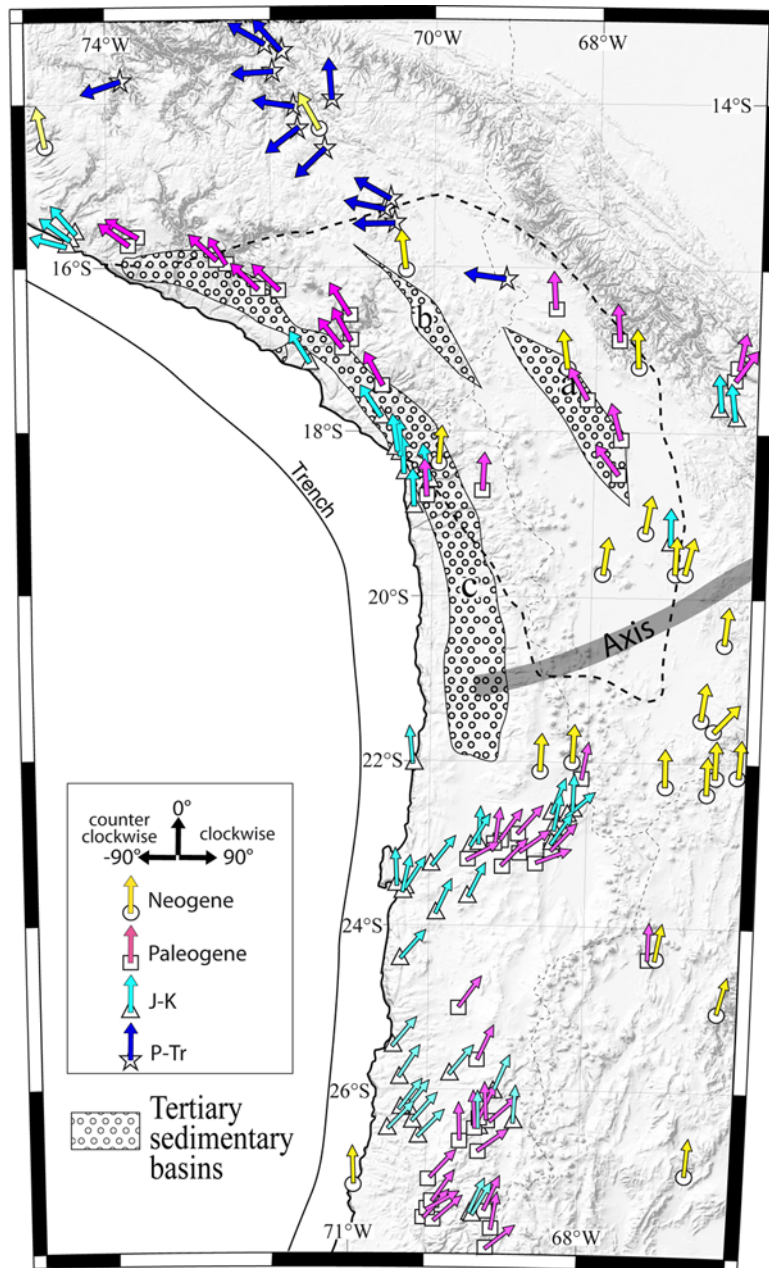 74°W
70°W
68°W
14°S
16°S
b
a
18°S
Trench
c
20°S
Axis
22°S
0°
counter
clockwise
clockwise
-90°
90°
Neogene
Paleogene
24°S
J-K
P-Tr
26°S
Tertiary
sedimentary
basins
71°W
68°W